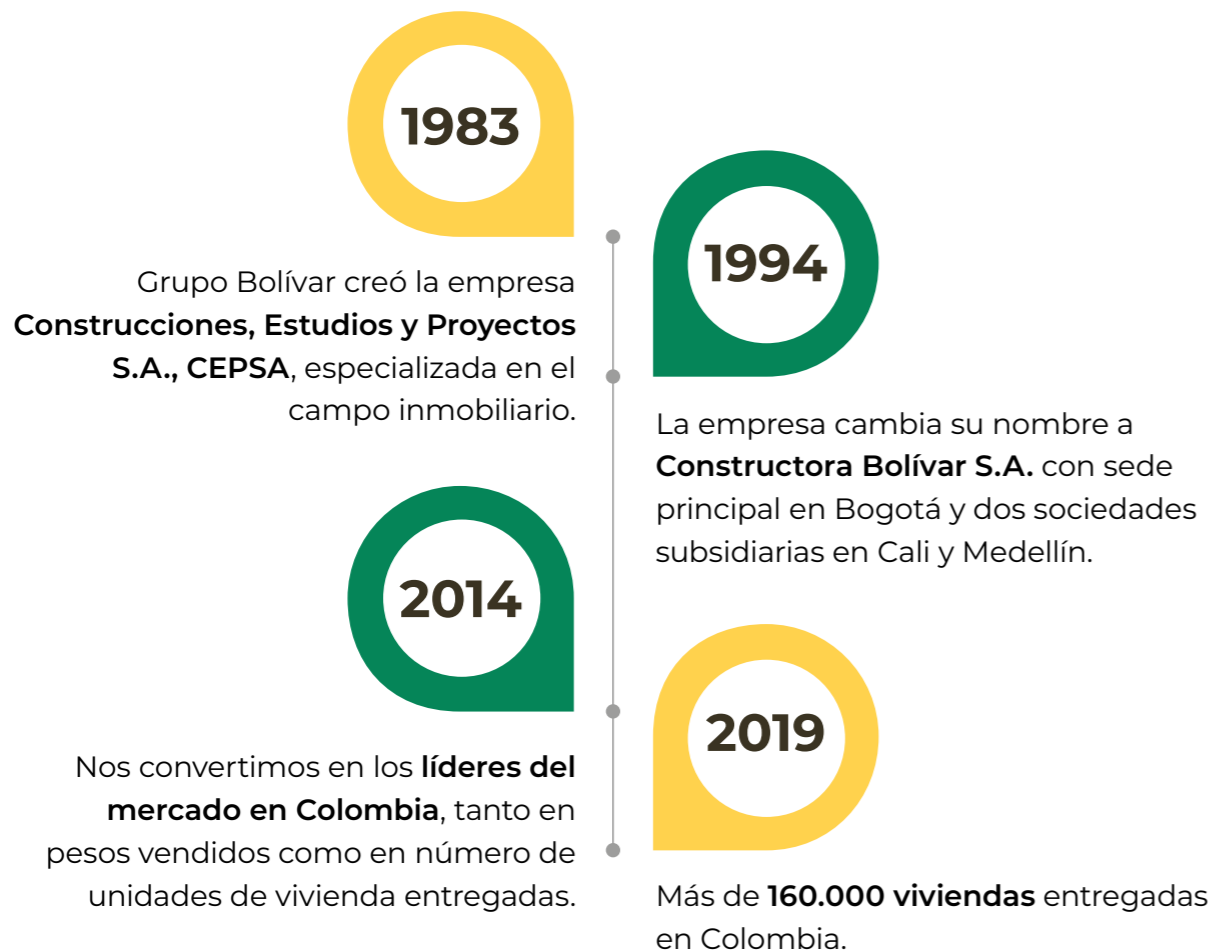 1983
Grupo Bolívar creó la empresa
Construcciones, Estudios y Proyectos
S.A., CEPSA, especializada en el
campo inmobiliario.
1994
La empresa cambia su nombre a
Constructora Bolívar S.A. con sede
principal en Bogotá y dos sociedades
subsidiarias en Cali y Medellín.
2014
Nos convertimos en los líderes del
mercado en Colombia, tanto en
pesos vendidos como en número de
unidades de vivienda entregadas.
2019
Más de 160.000 viviendas entregadas
en Colombia.